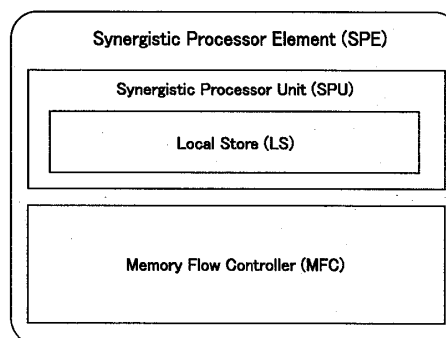 Synergistic Processor Element (SPE)
Synergistic Processor Unit (SPU)
Local Store (LS)
Memory Flow Controller (MFC)